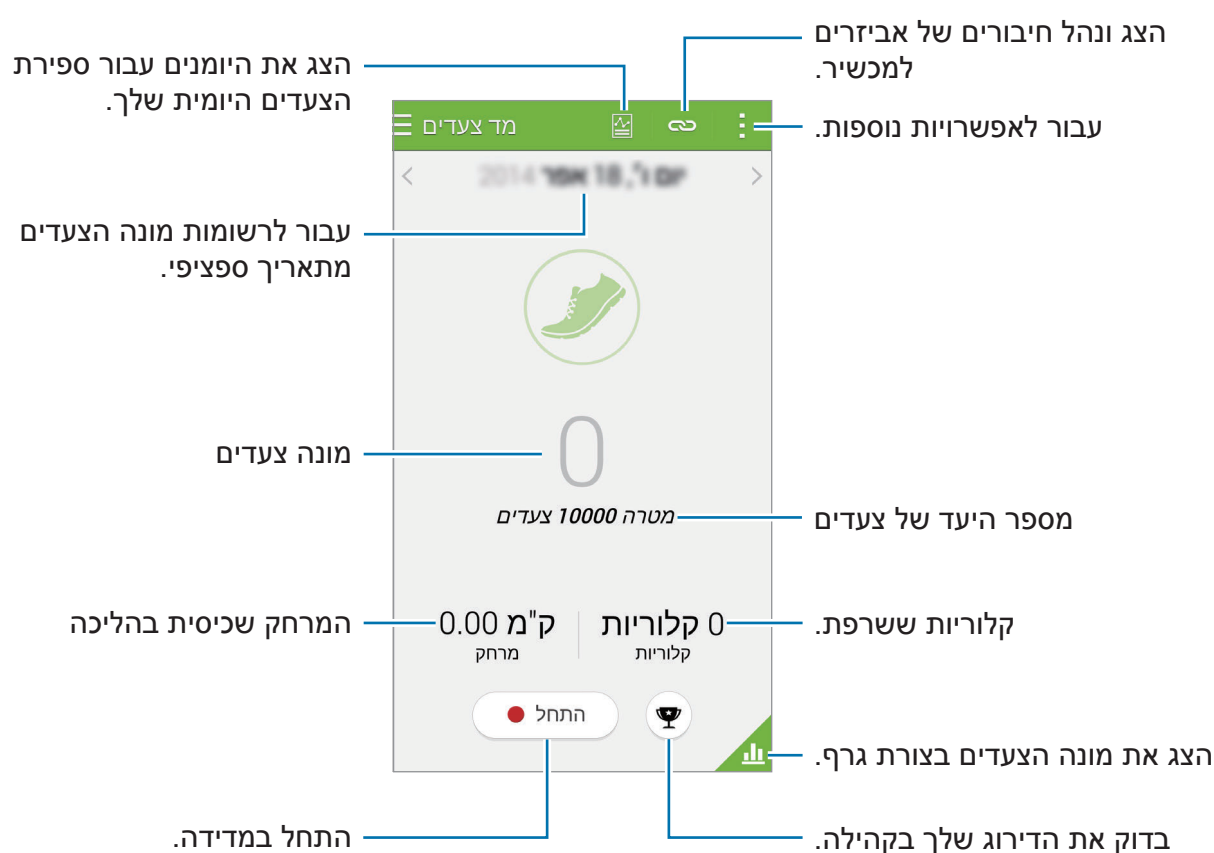 הצג ונהל חיבורים של אביזרים
למכשיר.
הצג את היומנים עבור ספירת
הצעדים היומית שלך.
עבור לאפשרויות נוספות.
מד צעדים
יום ו', 18 אפר 2014
עבור לרשומות מונה הצעדים
מתאריך ספציפי.
מונה צעדים
0
מטרה 10000 צעדים
מספר היעד של צעדים
קלוריות ששרפת.
0 קלוריות
קלוריות
0.00 ק"מ
מרחק
המרחק שכיסית בהליכה
התחל
הצג את מונה הצעדים בצורת גרף.
בדוק את הדירוג שלך בקהילה.
התחל במדידה.